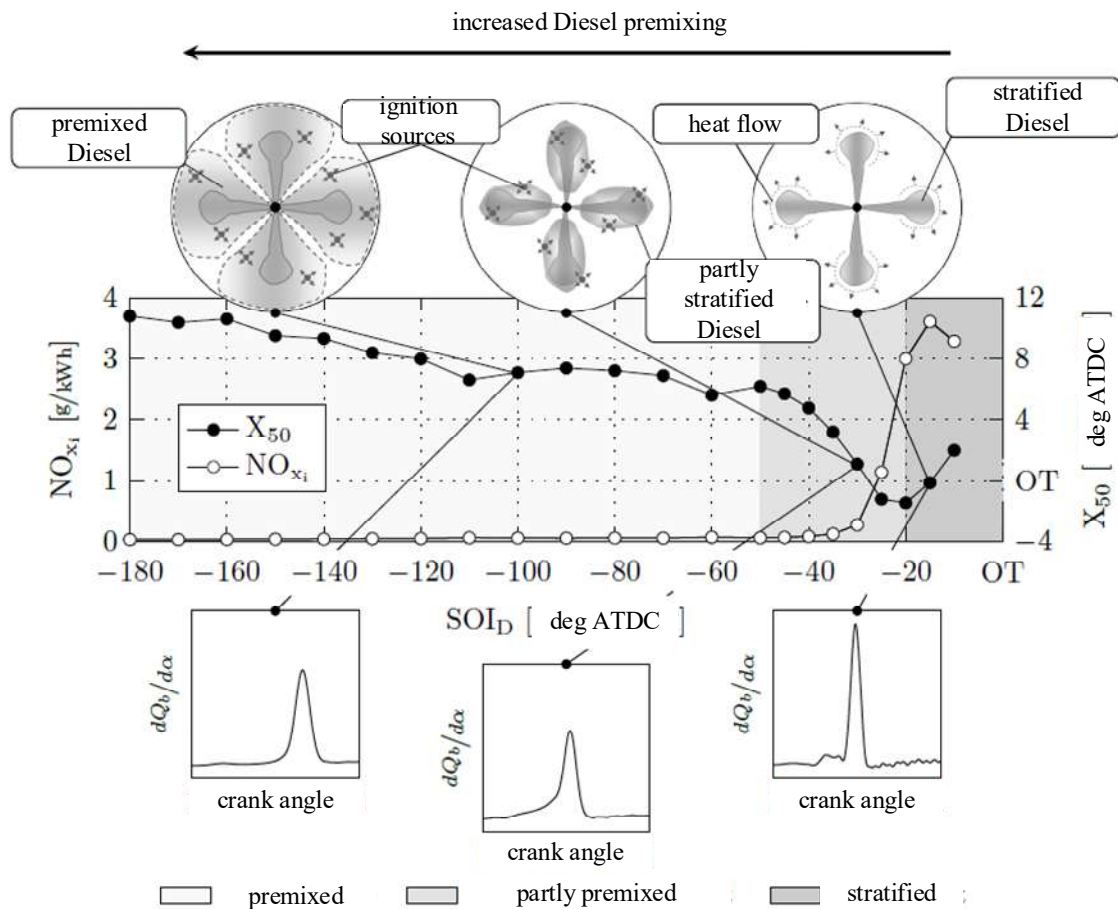 increased Diesel premixing
premixed
Diesel
ignition
sources
heat flow
stratified
Diesel
partly
stratified
Diesel
4
3
2
1
0
NOxi [g/kWh]
X50
NOxi
12
8
4
OT
−4
X50 [ deg ATDC ]
−180 −160 −140 −120 −100 −80 −60 −40 −20 OT
SOID [ deg ATDC ]
dQb/dα
crank angle
dQb/dα
crank angle
dQb/dα
crank angle
premixed partly premixed stratified